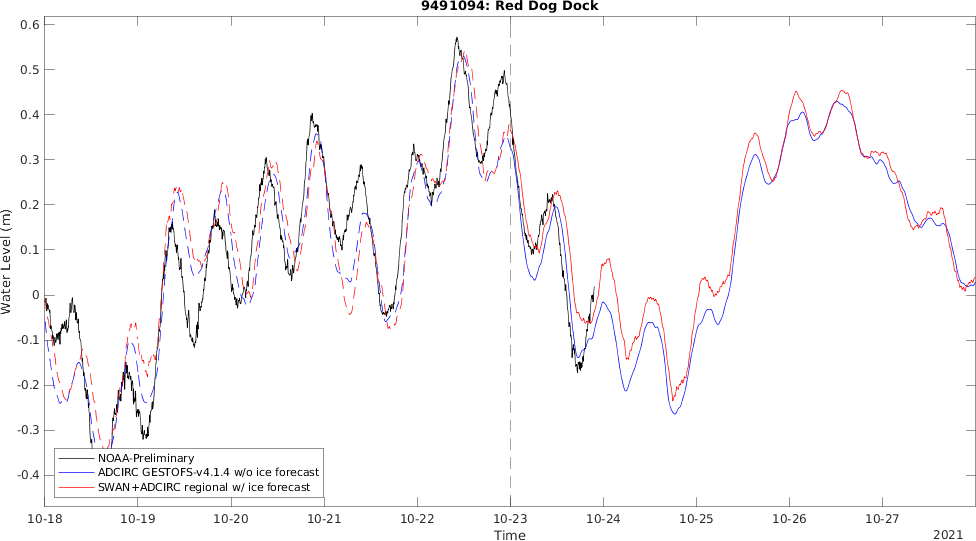 9491094: Red Dog Dock
Water Level (m)
0.6
0.5
0.4
0.3
0.2
0.1
0
-0.1
-0.2
-0.3
-0.4
NOAA-Preliminary
ADCIRC GESTOFS-v4.1.4 w/o ice forecast
SWAN+ADCIRC regional w/ ice forecast
10-18 10-19 10-20 10-21 10-22 10-23 10-24 10-25 10-26 10-27
Time
2021